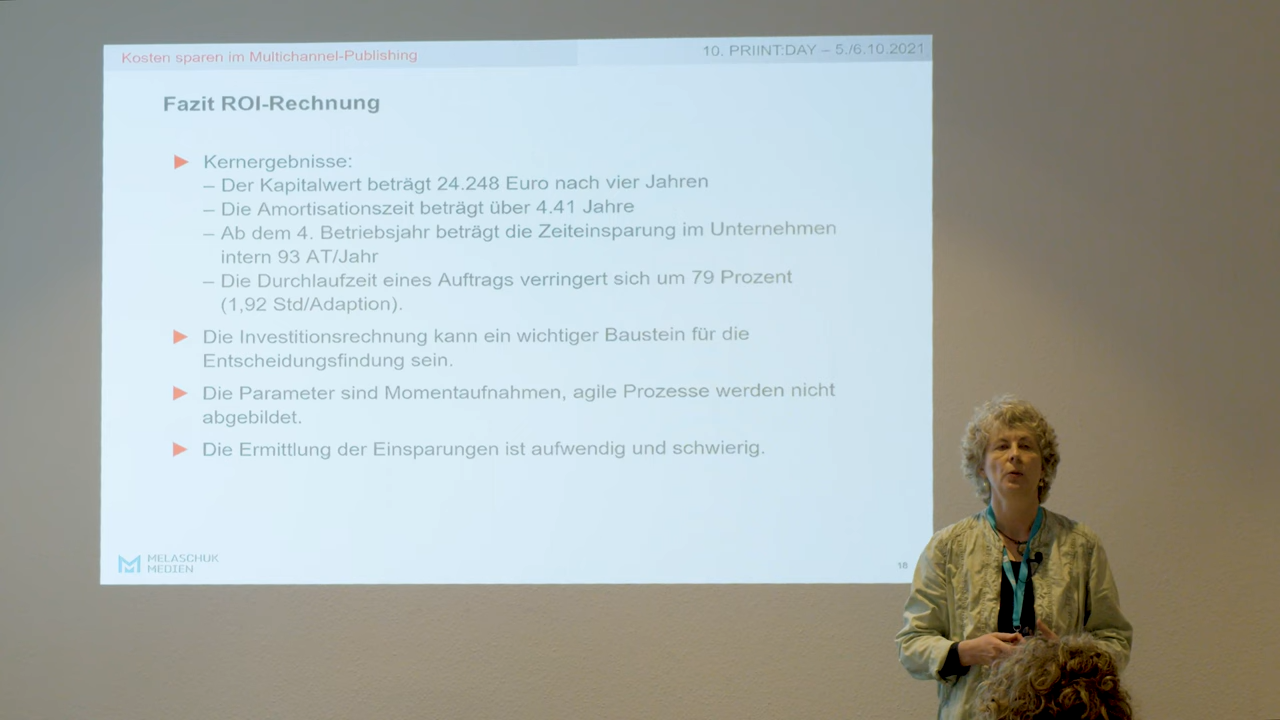 Kosten sparen im Multichannel-Publishing
10. PRIINT:DAY – 5./6.10.2021
Fazit ROI-Rechnung
Kernergebnisse:
– Der Kapitalwert beträgt 24.248 Euro nach vier Jahren
– Die Amortisationszeit beträgt über 4.41 Jahre
– Ab dem 4. Betriebsjahr beträgt die Zeiteinsparung im Unternehmen
intern 93 AT/Jahr
– Die Durchlaufzeit eines Auftrags verringert sich um 79 Prozent
(1,92 Std/Adaption).
Die Investitionsrechnung kann ein wichtiger Baustein für die
Entscheidungsfindung sein.
Die Parameter sind Momentaufnahmen, agile Prozesse werden nicht
abgebildet.
Die Ermittlung der Einsparungen ist aufwendig und schwierig.
MELASCHUK
MEDIEN
18